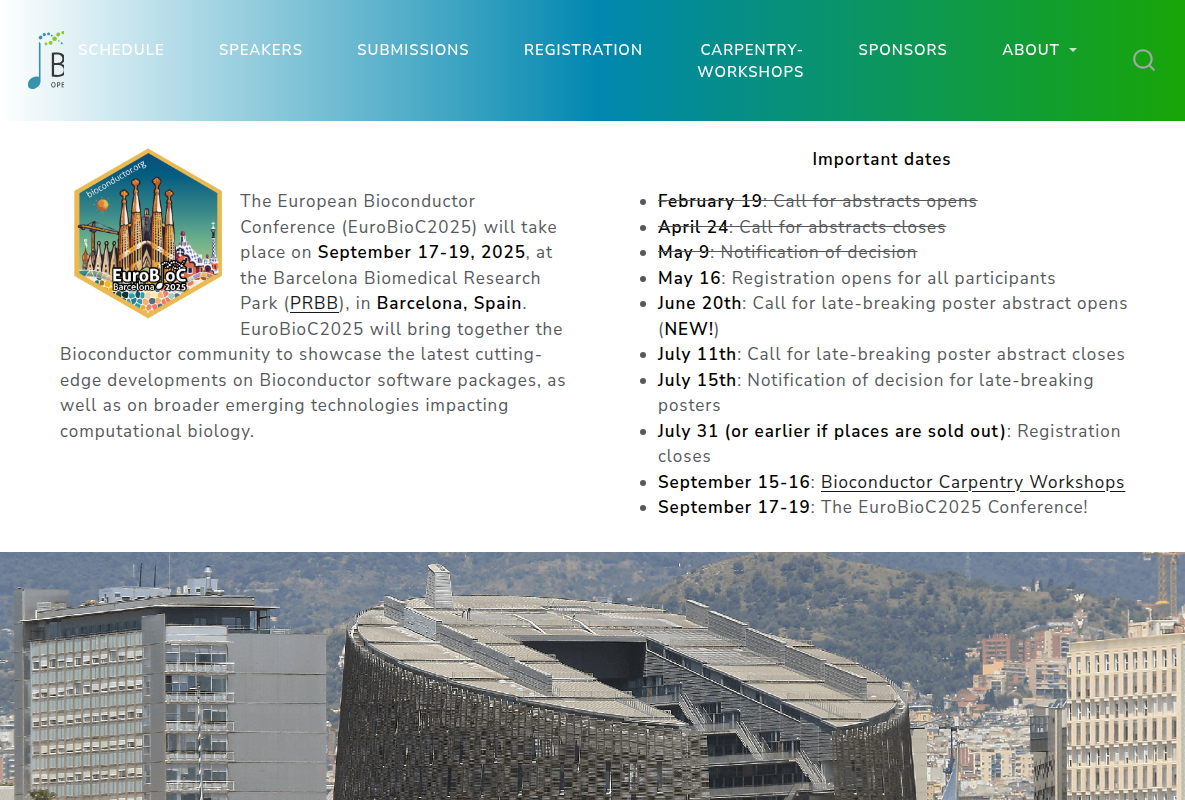 B
OPE
SCHEDULE
SPEAKERS
SUBMISSIONS
REGISTRATION
CARPENTRY-
WORKSHOPS
SPONSORS
ABOUT
bioconductor.org
EuroBioC
Barcelona 2025
The European Bioconductor
Conference (EuroBioC2025) will take
place on September 17-19, 2025, at
the Barcelona Biomedical Research
Park (PRBB), in Barcelona, Spain.
EuroBioC2025 will bring together the
Bioconductor community to showcase the latest cutting-
edge developments on Bioconductor software packages, as
well as on broader emerging technologies impacting
computational biology.
Important dates
February 19: Call for abstracts opens
April 24: Call for abstracts closes
May 9: Notification of decision
May 16: Registration opens for all participants
June 20th: Call for late-breaking poster abstract opens
(NEW!)
July 11th: Call for late-breaking poster abstract closes
July 15th: Notification of decision for late-breaking
posters
July 31 (or earlier if places are sold out): Registration
closes
September 15-16: Bioconductor Carpentry Workshops
September 17-19: The EuroBioC2025 Conference!